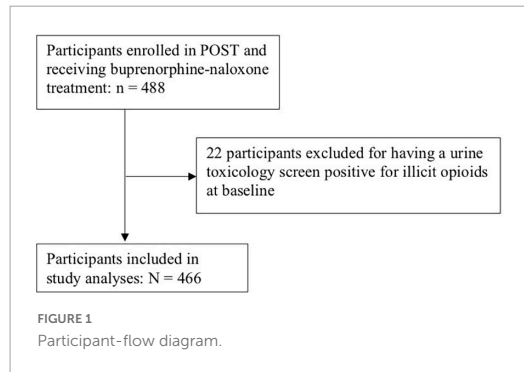 Participants enrolled in POST and
receiving buprenorphine-naloxone
treatment: n = 488
22 participants excluded for having a urine
toxicology screen positive for illicit opioids
at baseline
Participants included in
study analyses: N = 466
FIGURE 1
Participant-flow diagram.